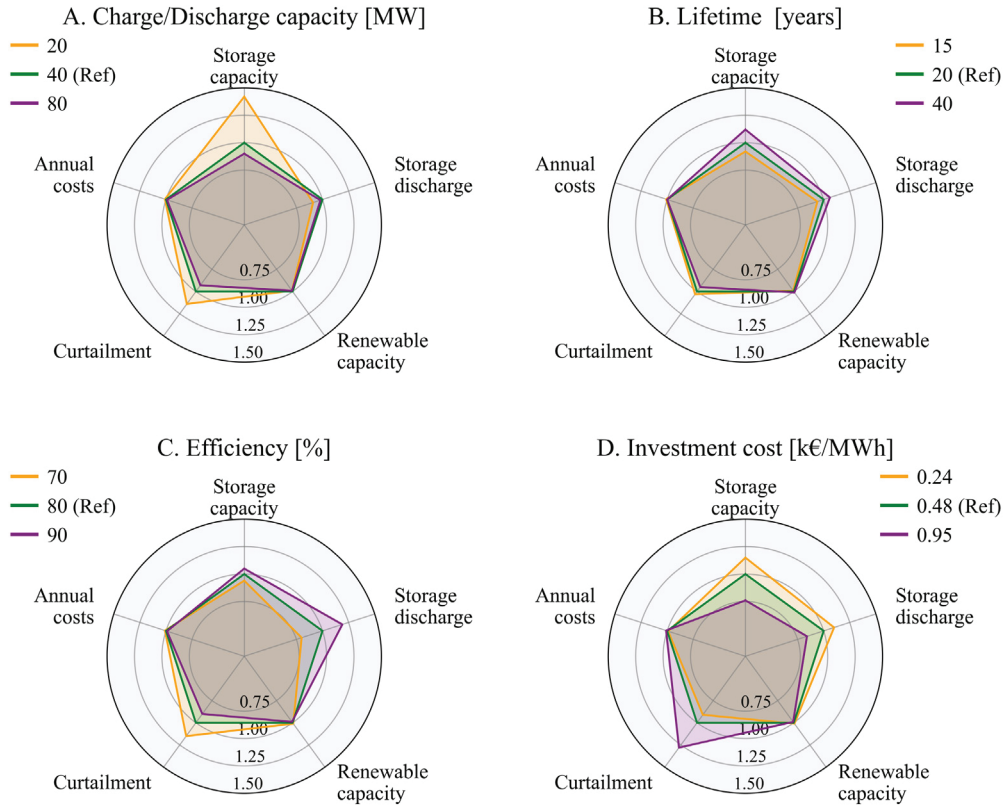 A. Charge/Discharge capacity [MW]
20
40 (Ref)
80
Storage
capacity
Storage
discharge
Renewable
capacity
Curtailment
Annual
costs
0.75
1.00
1.25
1.50
B. Lifetime [years]
15
20 (Ref)
40
Storage
capacity
Storage
discharge
Renewable
capacity
Curtailment
Annual
costs
0.75
1.00
1.25
1.50
C. Efficiency [%]
70
80 (Ref)
90
Storage
capacity
Storage
discharge
Renewable
capacity
Curtailment
Annual
costs
0.75
1.00
1.25
1.50
D. Investment cost [k€/MWh]
0.24
0.48 (Ref)
0.95
Storage
capacity
Storage
discharge
Renewable
capacity
Curtailment
Annual
costs
0.75
1.00
1.25
1.50